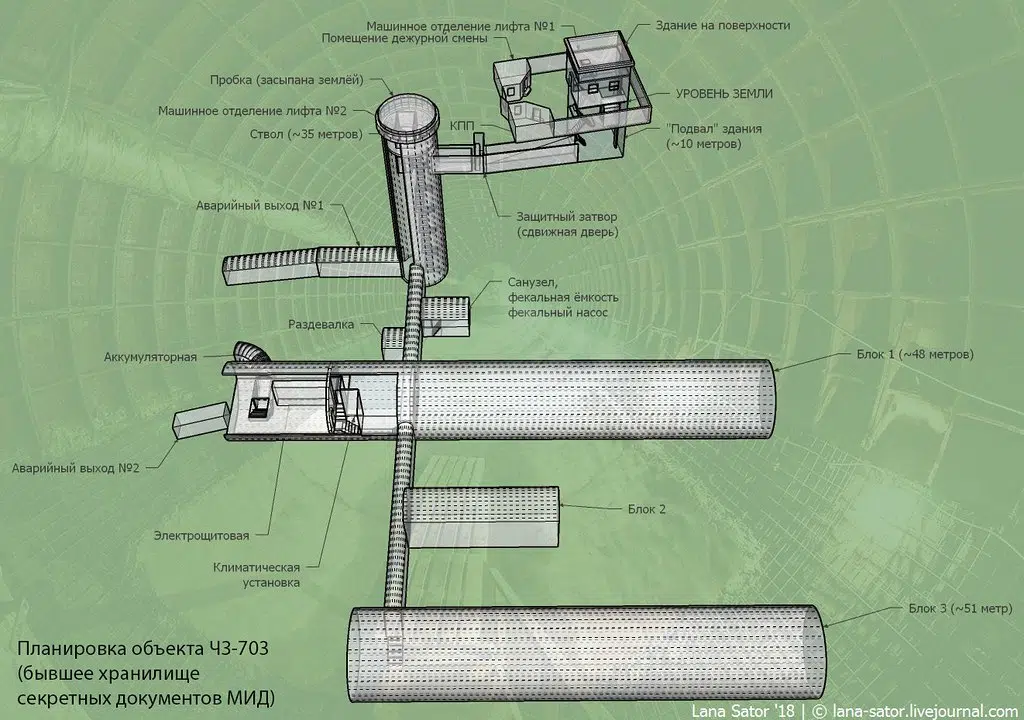 Машинное отделение лифта №1
Помещение дежурной смены
Здание на поверхности
Пробка (засыпана землёй)
УРОВЕНЬ ЗЕМЛИ
Машинное отделение лифта №2
КПП
Ствол (~35 метров)
"Подвал" здания
(~10 метров)
Аварийный выход №1
Защитный затвор
(сдвижная дверь)
Санузел,
фекальная ёмкость
фекальный насос
Раздевалка
Аккумуляторная
Блок 1 (~48 метров)
Аварийный выход №2
Блок 2
Электрощитовая
Климатическая
установка
Блок 3 (~51 метр)
Планировка объекта ЧЗ-703
(бывшее хранилище
секретных документов МИД)
Lana Sator '18 | © lana-sator.livejournal.com